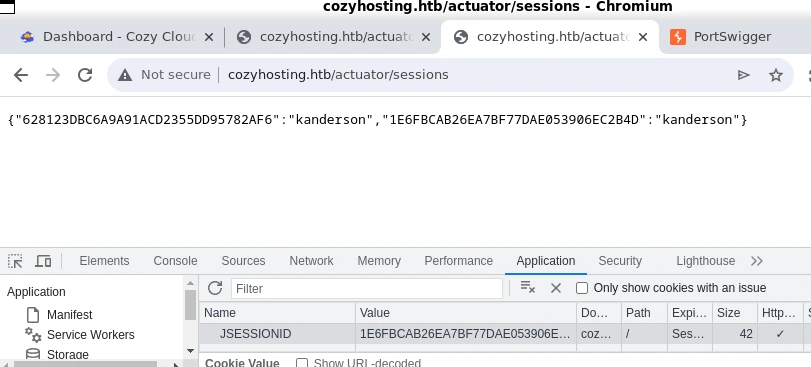 cozyhosting.htb/actuator/sessions - Chromium
Dashboard - Cozy Clou
cozyhosting.htb/actuato
cozyhosting.htb/actuato
PortSwigger
Not secure
cozyhosting.htb/actuator/sessions
{"628123DBC6A9A91ACD2355DD95782AF6":"kanderson","1E6FBCAB26EA7BF77DAE053906EC2B4D":"kanderson"}
Elements Console Sources Network Memory Performance Application Security Lighthouse
Application
Filter
Only show cookies with an issue
Manifest
Service Workers
Storage
Name Value Do... Path Expi... Size Http...
JSESSIONID 1E6FBCAB26EA7BF77DAE053906E... coz... / Ses... 42 ✓
Cookie Value Show URL-decoded